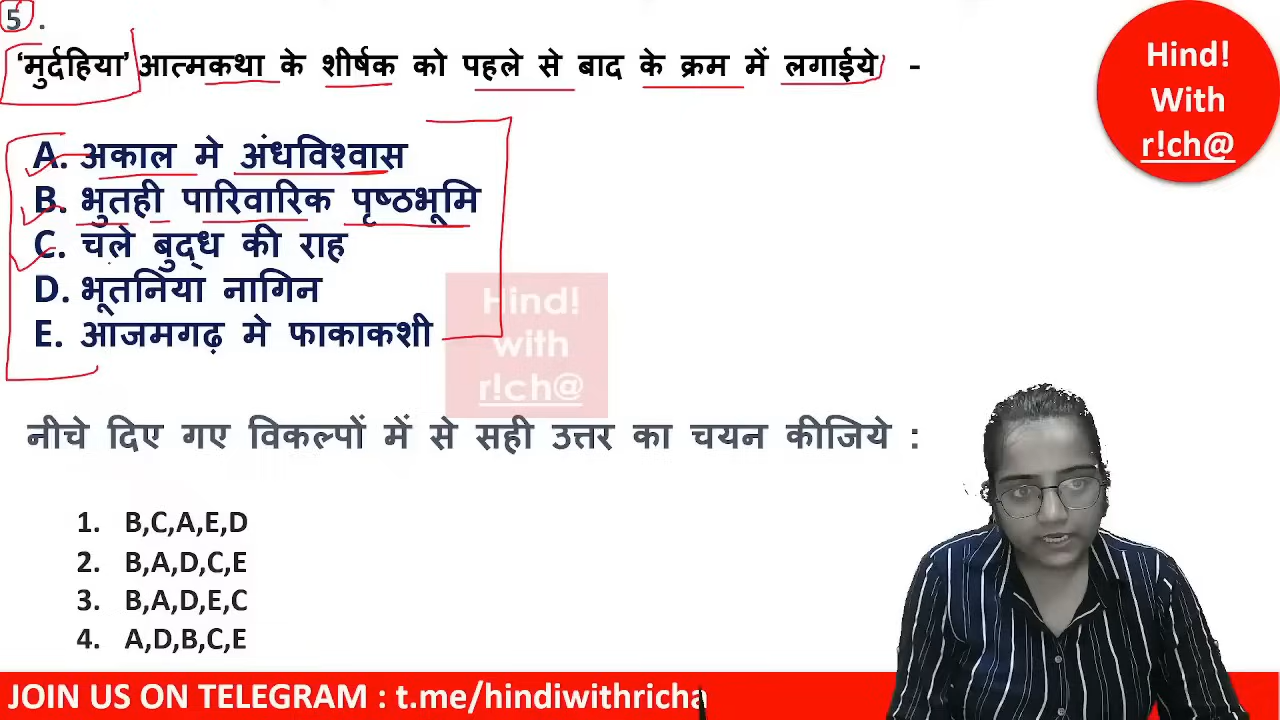 5 .
Hind!
With
r!ch@
‘मुर्दहिया’ आत्मकथा के शीर्षक को पहले से बाद के क्रम में लगाईये -
A. अकाल मे अंधविश्वास
B. भुतही पारिवारिक पृष्ठभूमि
C. चले बुद्ध की राह
D. भूतनिया नागिन
E. आजमगढ़ मे फाकाकशी
Hind!
with
r!ch@
नीचे दिए गए विकल्पों में से सही उत्तर का चयन कीजिये :
1. B,C,A,E,D
2. B,A,D,C,E
3. B,A,D,E,C
4. A,D,B,C,E
JOIN US ON TELEGRAM : t.me/hindiwithricha